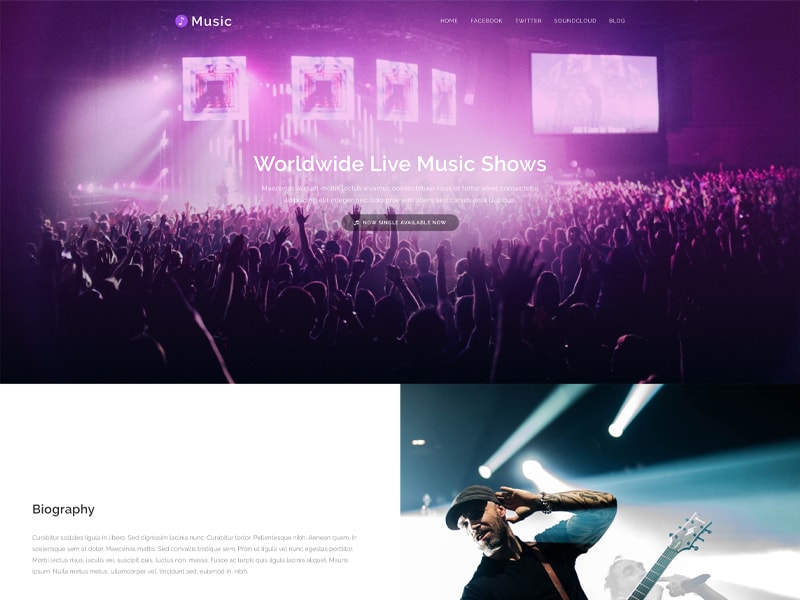 Music
HOME FACEBOOK TWITTER SOUNDCLOUD BLOG
Worldwide Live Music Shows
Maecenas aliquet mollis lectus vivamus consectetuer risus et tortor amet consectetur
adipiscing elit integer nec odio praesent libero sed cursus ante dapibus.
NOW SINGLE AVAILABLE NOW
Biography
Curabitur sodales ligula in libero. Sed dignissim lacinia nunc. Curabitur tortor. Pellentesque nibh. Aenean quam. In
scelerisque sem at dolor. Maecenas mattis. Sed convallis tristique sem. Proin ut ligula vel nunc egestas porttitor.
Morbi lectus risus, iaculis vel, suscipit quis, luctus non, massa. Fusce ac turpis quis ligula lacinia aliquet. Mauris
ipsum. Nulla metus metus, ullamcorper vel, tincidunt sed, euismod in, nibh.